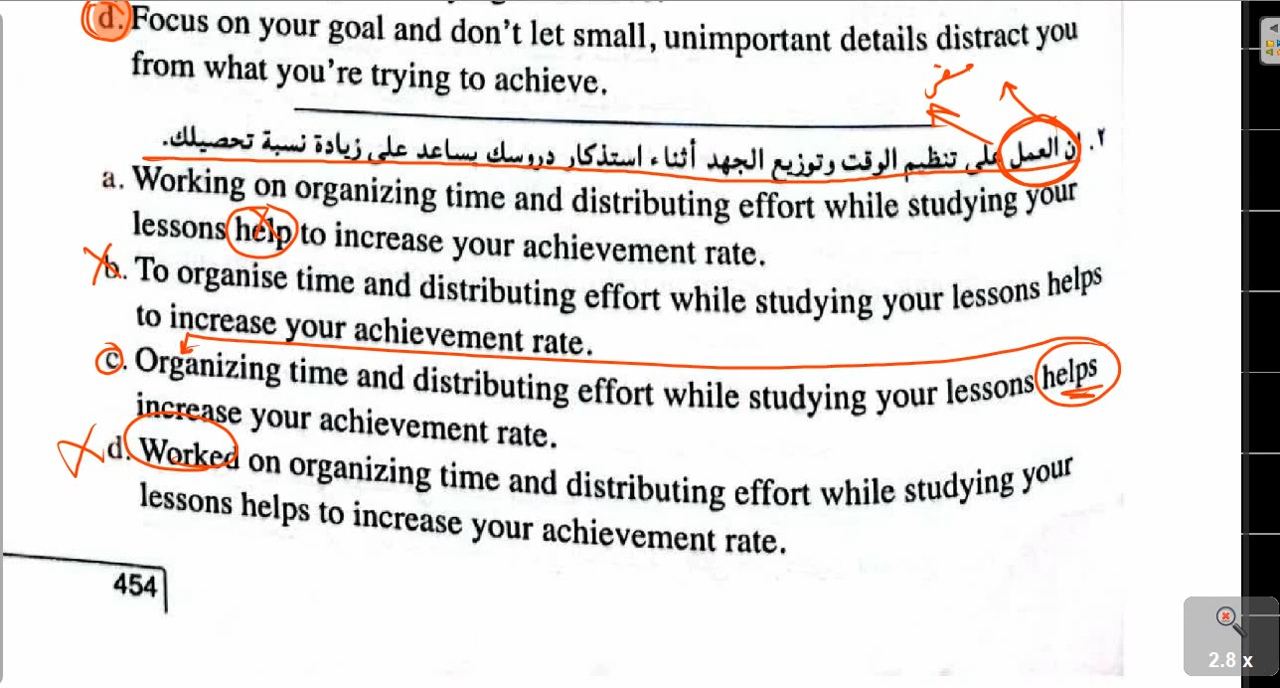 d. Focus on your goal and don't let small, unimportant details distract you
from what you're trying to achieve.
٢. إن العمل على تنظيم الوقت وتوزيع الجهد أثناء استذكار دروسك يساعد على زيادة نسبة تحصيلك.
a. Working on organizing time and distributing effort while studying your
lessons help to increase your achievement rate.
b. To organise time and distributing effort while studying your lessons helps
to increase your achievement rate.
c. Organizing time and distributing effort while studying your lessons helps
increase your achievement rate.
d. Worked on organizing time and distributing effort while studying your
lessons helps to increase your achievement rate.
454
2.8 x